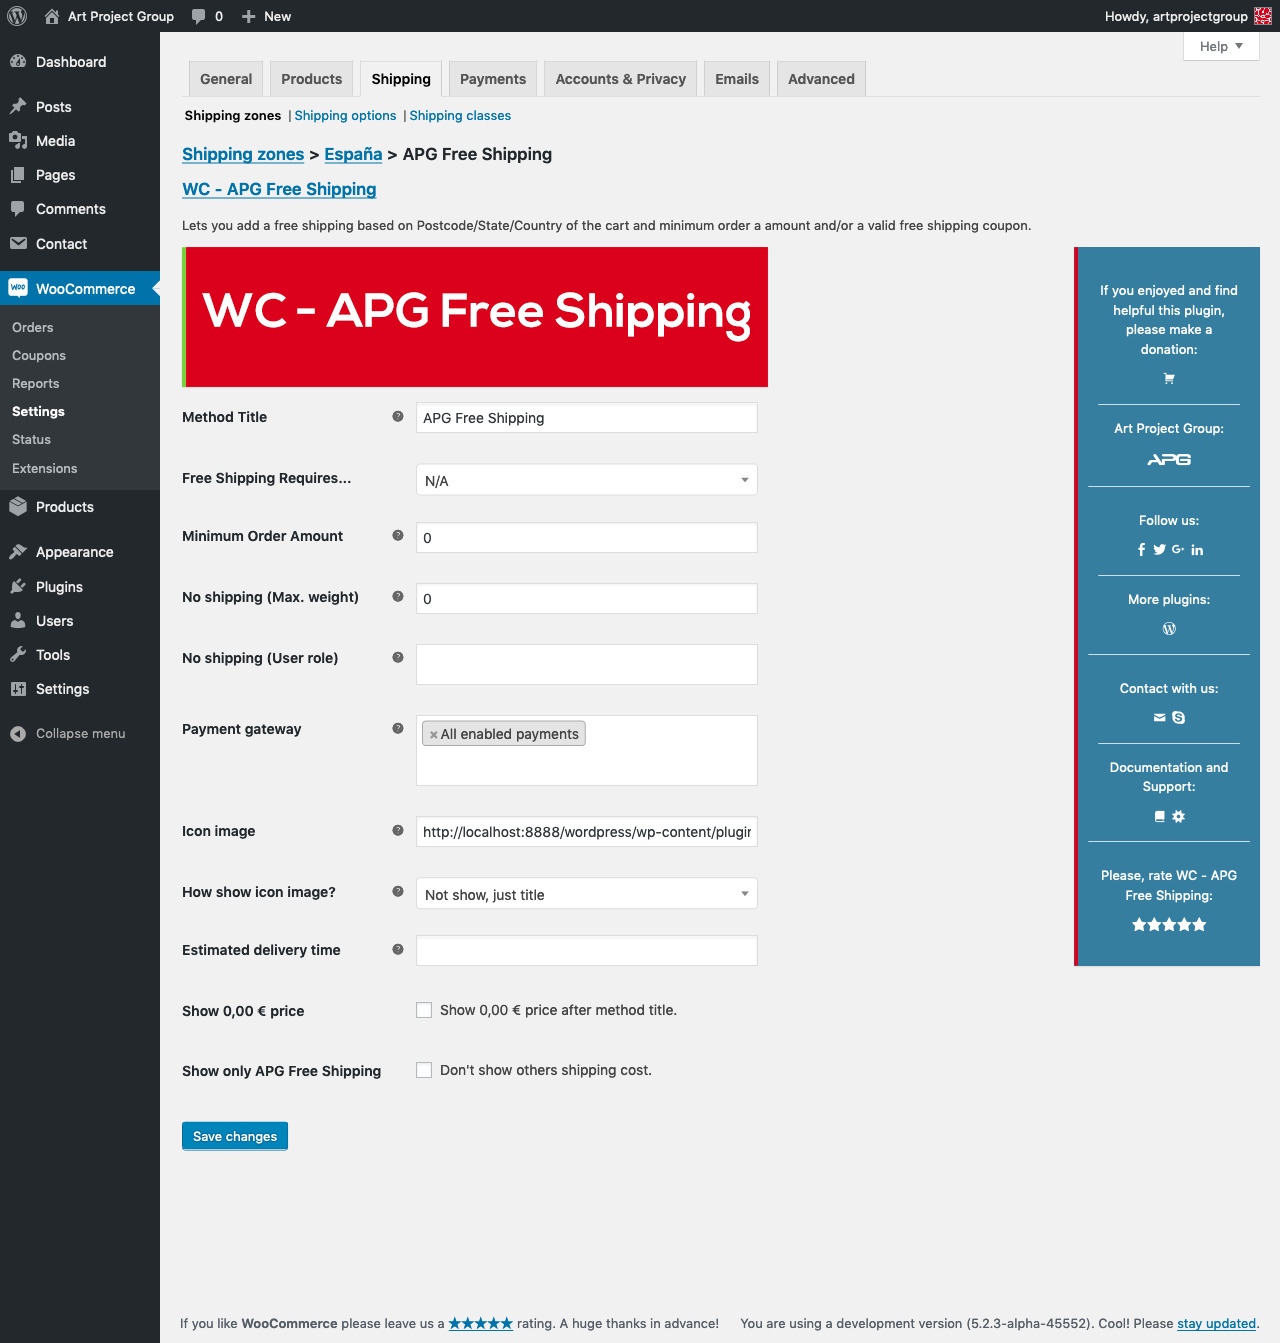 Art Project Group 0 New Howdy, artprojectgroup
Help
Dashboard
Posts
Media
Pages
Comments
Contact
WooCommerce
Orders
Coupons
Reports
Settings
Status
Extensions
Products
Appearance
Plugins
Users
Tools
Settings
Collapse menu
General Products Shipping Payments Accounts & Privacy Emails Advanced
Shipping zones | Shipping options | Shipping classes
Shipping zones > España > APG Free Shipping
WC - APG Free Shipping
Lets you add a free shipping based on Postcode/State/Country of the cart and minimum order a amount and/or a valid free shipping coupon.
WC - APG Free Shipping
Method Title APG Free Shipping
Free Shipping Requires... N/A
Minimum Order Amount 0
No shipping (Max. weight) 0
No shipping (User role)
Payment gateway × All enabled payments
Icon image http://localhost:8888/wordpress/wp-content/plugin
How show icon image? Not show, just title
Estimated delivery time
Show 0,00 € price Show 0,00 € price after method title.
Show only APG Free Shipping Don't show others shipping cost.
Save changes
If you enjoyed and find
helpful this plugin,
please make a
donation:
Art Project Group:
APG
Follow us:
More plugins:
Contact with us:
Documentation and
Support:
Please, rate WC - APG
Free Shipping:
★★★★★
If you like WooCommerce please leave us a ★★★★★ rating. A huge thanks in advance! You are using a development version (5.2.3-alpha-45552). Cool! Please stay updated.